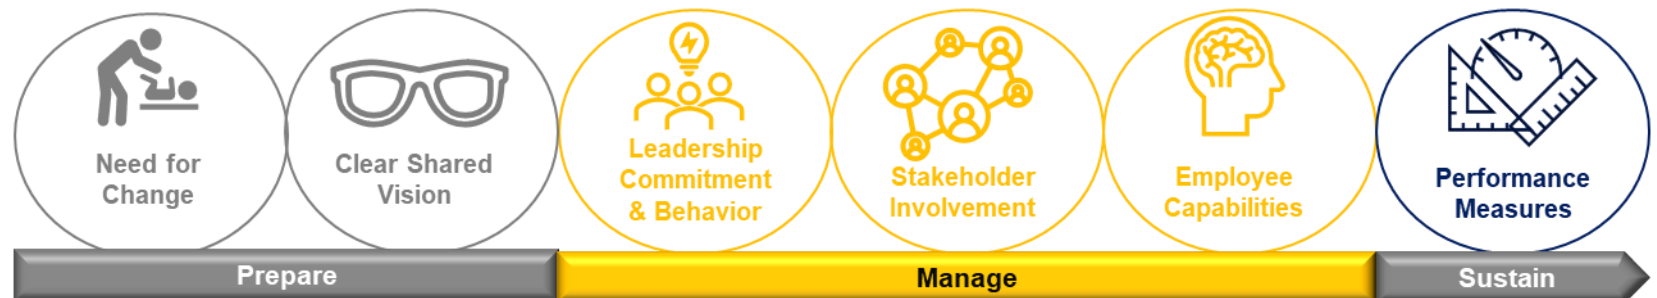 Need for
Change
Clear Shared
Vision
Leadership
Commitment
& Behavior
Stakeholder
Involvement
Employee
Capabilities
Performance
Measures
Prepare
Manage
Sustain